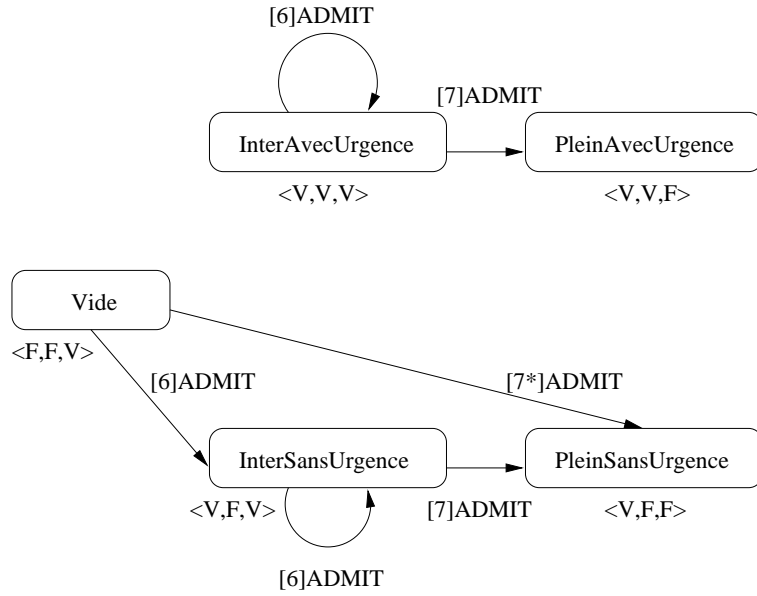 [6]ADMIT
[7]ADMIT
InterAvecUrgence
PleinAvecUrgence
<V,V,V>
<V,V,F>
Vide
<F,F,V>
[6]ADMIT
[7*]ADMIT
InterSansUrgence
PleinSansUrgence
<V,F,V>
[7]ADMIT
<V,F,F>
[6]ADMIT